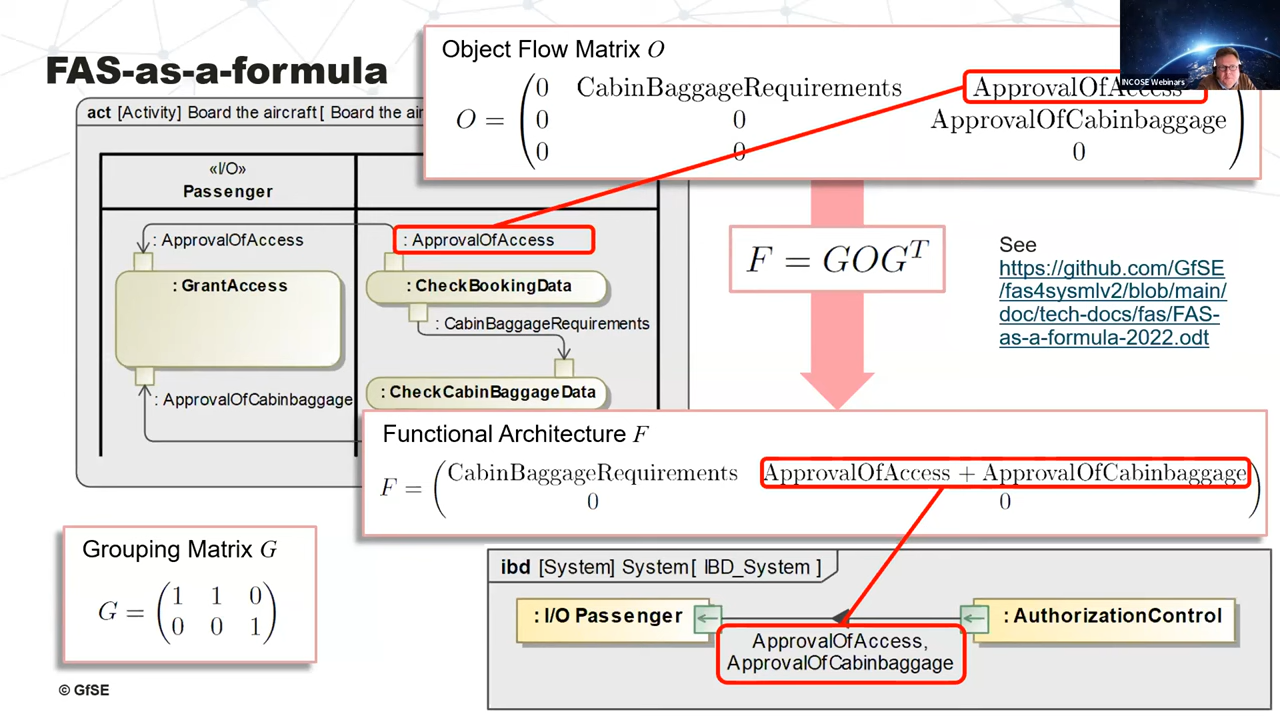 FAS-as-a-formula
Object Flow Matrix O
O = (0 CabinBaggageRequirements ApprovalOfAccess
0 0 ApprovalOfCabinbaggage
0 0 0)
INCOSE Webinars
act [Activity] Board the aircraft [ Board the air
«I/O»
Passenger
: ApprovalOfAccess
: ApprovalOfAccess
: GrantAccess
: CheckBookingData
: CabinBaggageRequirements
: CheckCabinBaggageData
: ApprovalOfCabinbaggage
F = GOG^T
See
https://github.com/GfSE
/fas4sysmlv2/blob/main/
doc/tech-docs/fas/FAS-
as-a-formula-2022.odt
Functional Architecture F
F = (CabinBaggageRequirements ApprovalOfAccess + ApprovalOfCabinbaggage
0 0)
Grouping Matrix G
G = (1 1 0
0 0 1)
ibd [System] System[ IBD_System ]
: I/O Passenger
: AuthorizationControl
ApprovalOfAccess,
ApprovalOfCabinbaggage
© GfSE